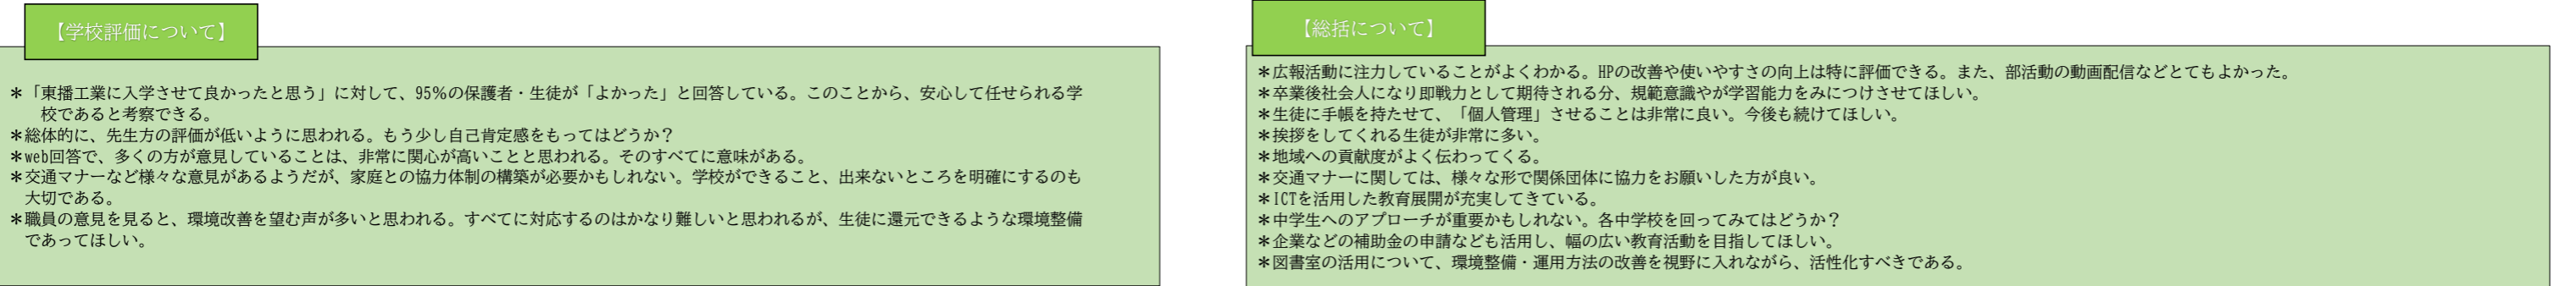 【学校評価について】
＊「東播工業に入学させて良かったと思う」に対して、95％の保護者・生徒が「よかった」と回答している。このことから、安心して任せられる学
校であると考察できる。
＊総体的に、先生方の評価が低いように思われる。もう少し自己肯定感をもってはどうか？
＊web回答で、多くの方が意見していることは、非常に関心が高いことと思われる。そのすべてに意味がある。
＊交通マナーなど様々な意見があるようだが、家庭との協力体制の構築が必要かもしれない。学校ができること、出来ないところを明確にするのも
大切である。
＊職員の意見を見ると、環境改善を望む声が多いと思われる。すべてに対応するのはかなり難しいと思われるが、生徒に還元できるような環境整備
であってほしい。
【総括について】
＊広報活動に注力していることがよくわかる。HPの改善や使いやすさの向上は特に評価できる。また、部活動の動画配信などとてもよかった。
＊卒業後社会人になり即戦力として期待される分、規範意識やが学習能力をみにつけさせてほしい。
＊生徒に手帳を持たせて、「個人管理」させることは非常に良い。今後も続けてほしい。
＊挨拶をしてくれる生徒が非常に多い。
＊地域への貢献度がよく伝わってくる。
＊交通マナーに関しては、様々な形で関係団体に協力をお願いした方が良い。
＊ICTを活用した教育展開が充実してきている。
＊中学生へのアプローチが重要かもしれない。各中学校を回ってみてはどうか？
＊企業などの補助金の申請なども活用し、幅の広い教育活動を目指してほしい。
＊図書室の活用について、環境整備・運用方法の改善を視野に入れながら、活性化すべきである。